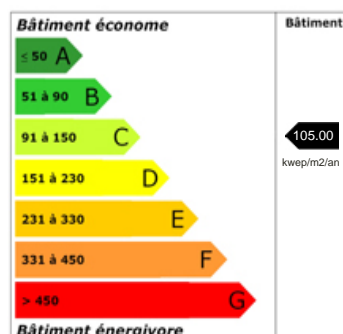 Bâtiment économe
Bâtiment
≤ 50 A
51 à 90 B
91 à 150 C
105.00
kwep/m2/an
151 à 230 D
231 à 330 E
331 à 450 F
> 450 G
Bâtiment énergivore